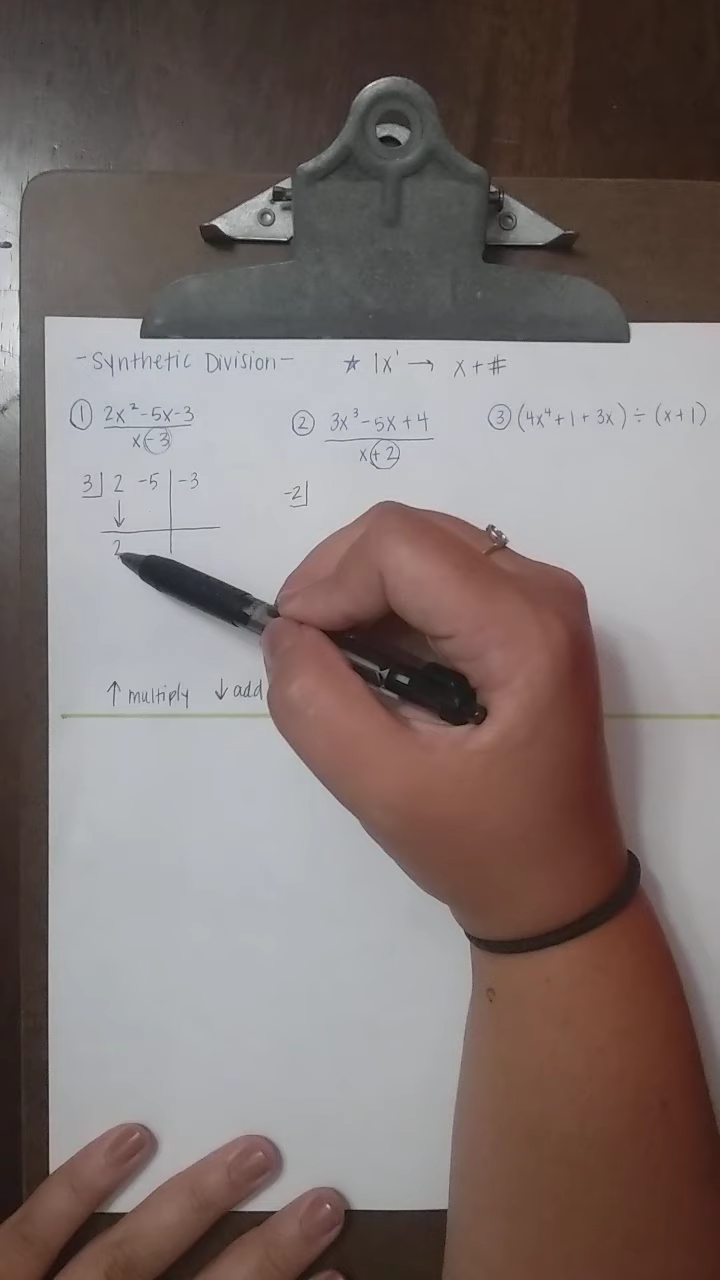 -Synthetic Division- ☆ 1x¹ → x + #
① 2x² - 5x - 3
x - 3
② 3x³ - 5x + 4
x + 2
③ (4x⁴ + 1 + 3x) ÷ (x + 1)
3 2 -5 -3
↓
2
-2
↑ multiply ↓ add